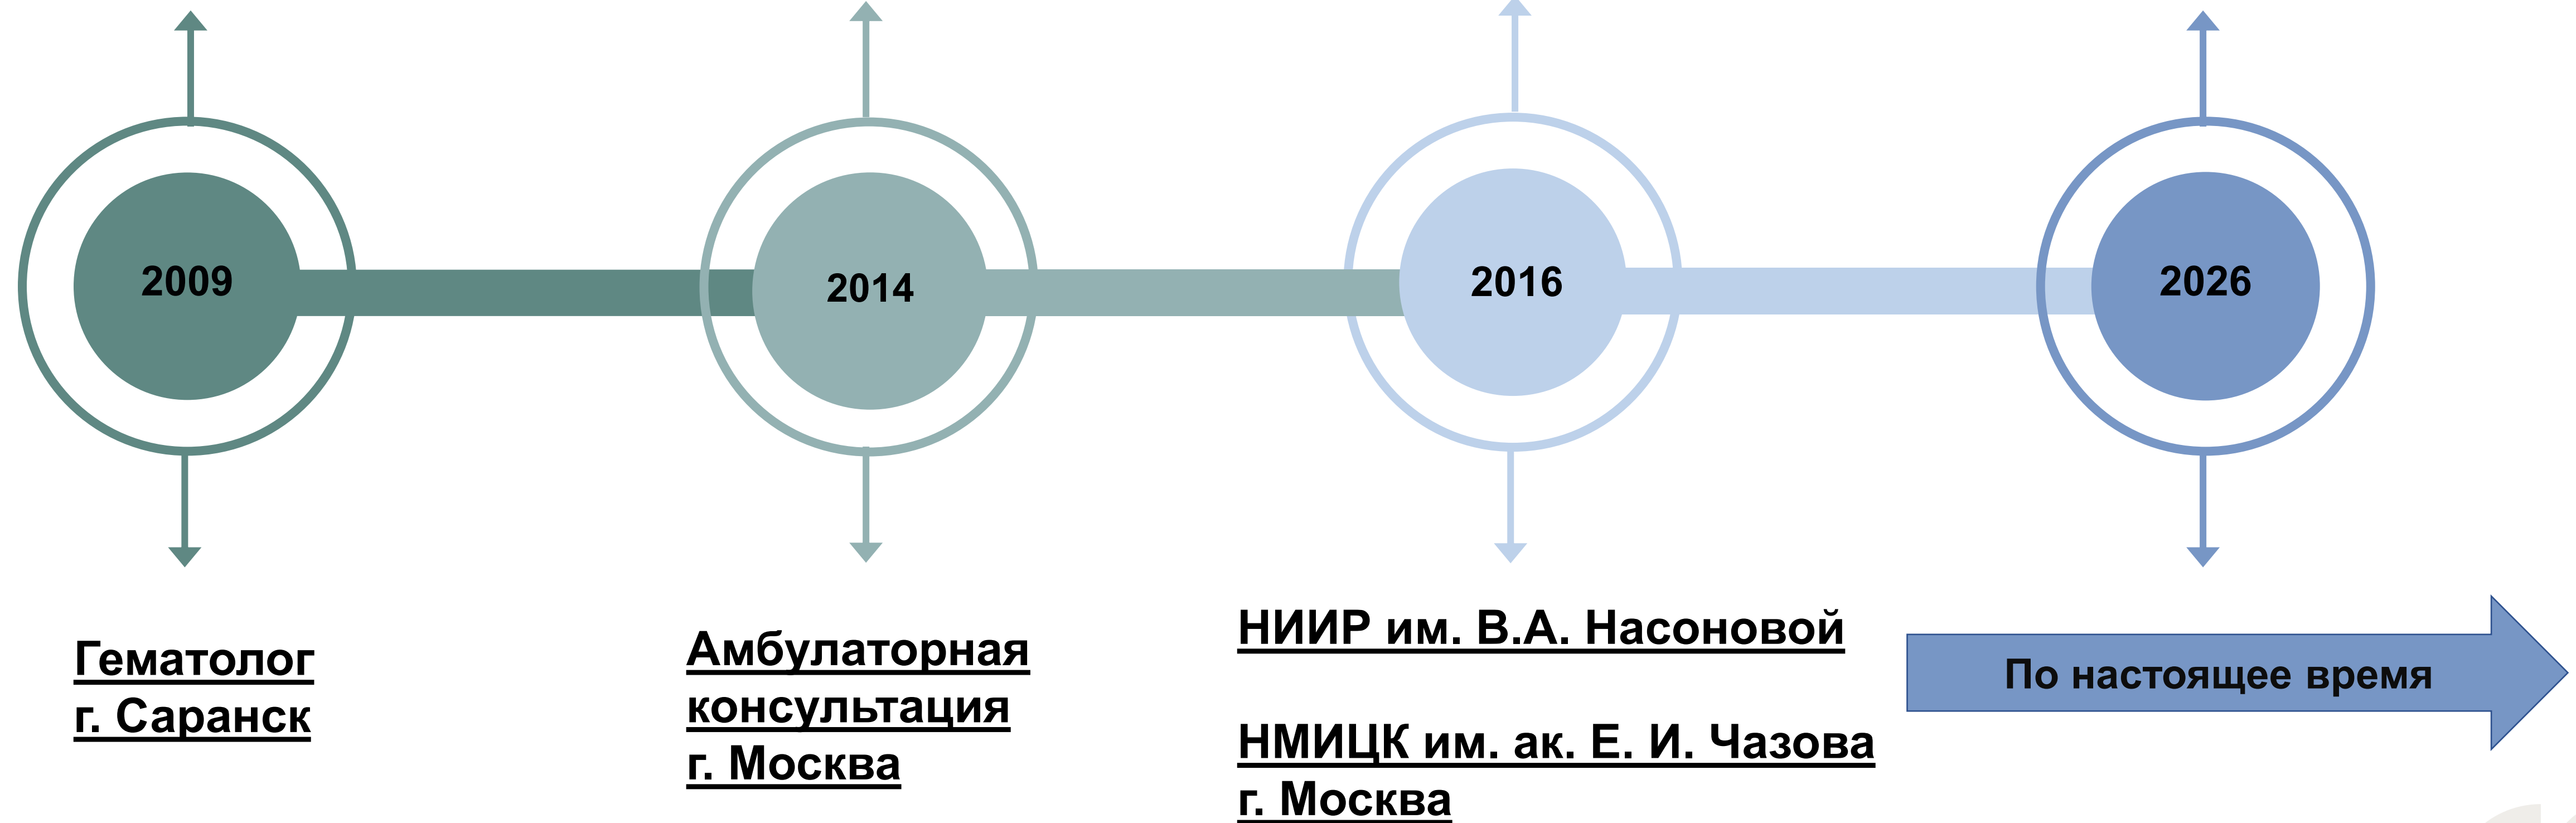 2009
2014
2016
2026
Гематолог
г. Саранск
Амбулаторная
консультация
г. Москва
НИИР им. В.А. Насоновой
НМИЦК им. ак. Е. И. Чазова
г. Москва
По настоящее время